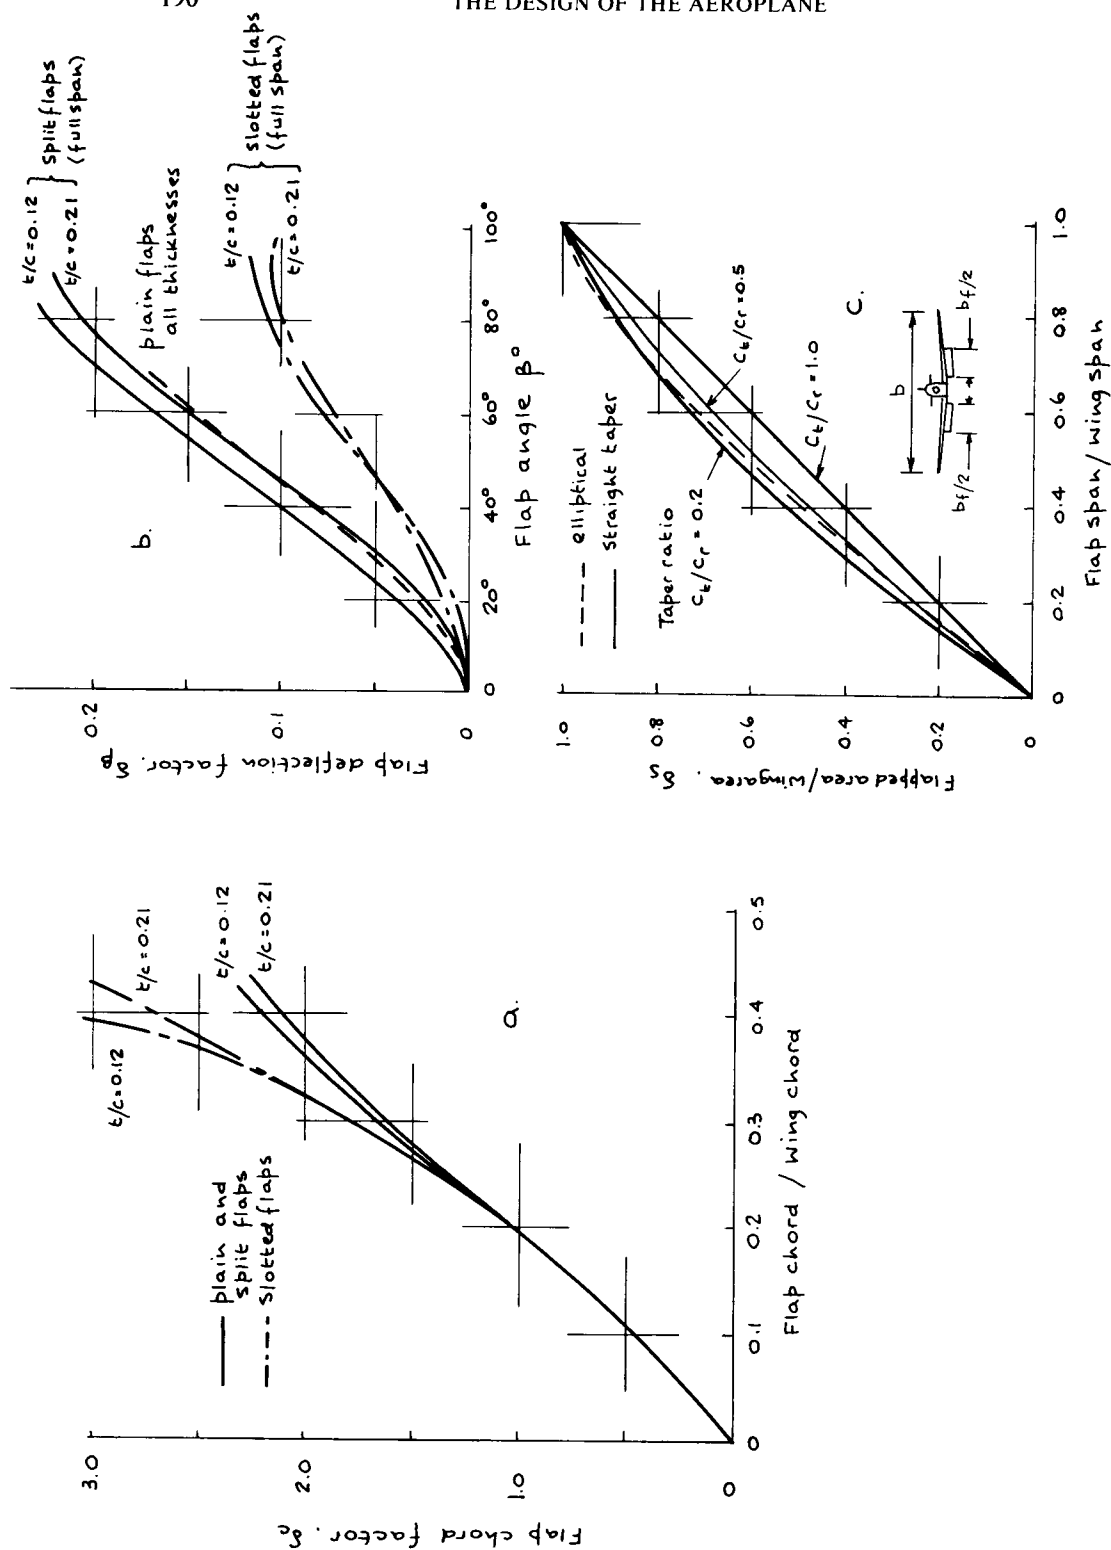 190
THE DESIGN OF THE AEROPLANE
t/c=0.12
t/c=0.21
split flaps
(full span)
plain flaps
all thicknesses
t/c=0.12
t/c=0.21
slotted flaps
(full span)
b.
0.2
0.1
0
Flap deflection factor. δβ
0
20°
40°
60°
80°
100°
Flap angle β°
elliptical
straight taper
Taper ratio
Ct/Cr = 0.2
Ct/Cr = 0.5
Ct/Cr = 1.0
C.
b
bf/2
bf/2
1.0
0.8
0.6
0.4
0.2
0
Flapped area/wingarea. δs
0
0.2
0.4
0.6
0.8
1.0
Flap span/wing span
plain and
split flaps
slotted flaps
t/c=0.12
t/c=0.21
t/c=0.12
t/c=0.21
a.
3.0
2.0
1.0
0
Flap chord factor. δc
0
0.1
0.2
0.3
0.4
0.5
Flap chord / wing chord